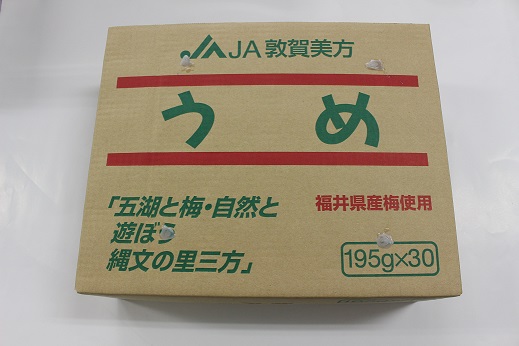 JA JA敦賀美方
うめ
「五湖と梅・自然と
遊ぼう
縄文の里三方」
福井県産梅使用
195g×30